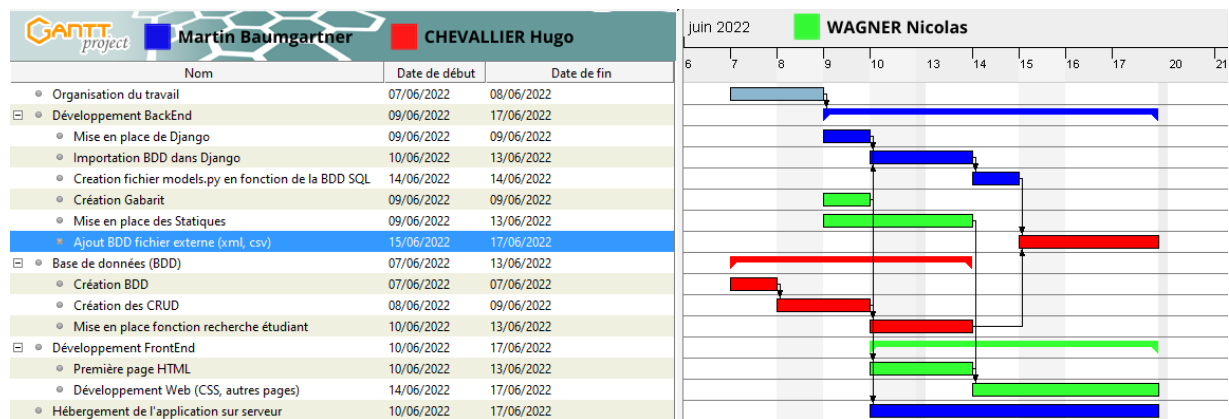 GANTT project
Martin Baumgartner
CHEVALLIER Hugo
juin 2022
WAGNER Nicolas
6 7 8 9 10 13 14 15 16 17 20 21
Nom Date de début Date de fin
Organisation du travail 07/06/2022 08/06/2022
Développement BackEnd 09/06/2022 17/06/2022
Mise en place de Django 09/06/2022 09/06/2022
Importation BDD dans Django 10/06/2022 13/06/2022
Creation fichier models.py en fonction de la BDD SQL 14/06/2022 14/06/2022
Création Gabarit 09/06/2022 09/06/2022
Mise en place des Statiques 09/06/2022 13/06/2022
Ajout BDD fichier externe (xml, csv) 15/06/2022 17/06/2022
Base de données (BDD) 07/06/2022 13/06/2022
Création BDD 07/06/2022 07/06/2022
Création des CRUD 08/06/2022 09/06/2022
Mise en place fonction recherche étudiant 10/06/2022 13/06/2022
Développement FrontEnd 10/06/2022 17/06/2022
Première page HTML 10/06/2022 13/06/2022
Développement Web (CSS, autres pages) 14/06/2022 17/06/2022
Hébergement de l'application sur serveur 10/06/2022 17/06/2022